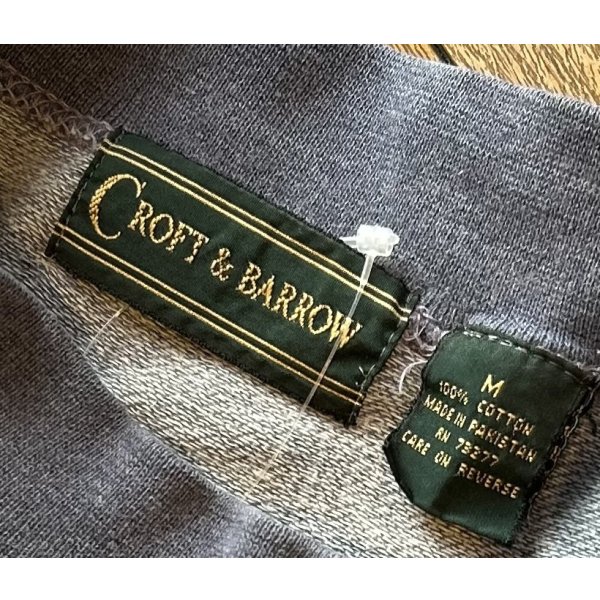 CROFT & BARROW
M
100% COTTON
MADE IN PAKISTAN
RN 73277
CARE ON REVERSE